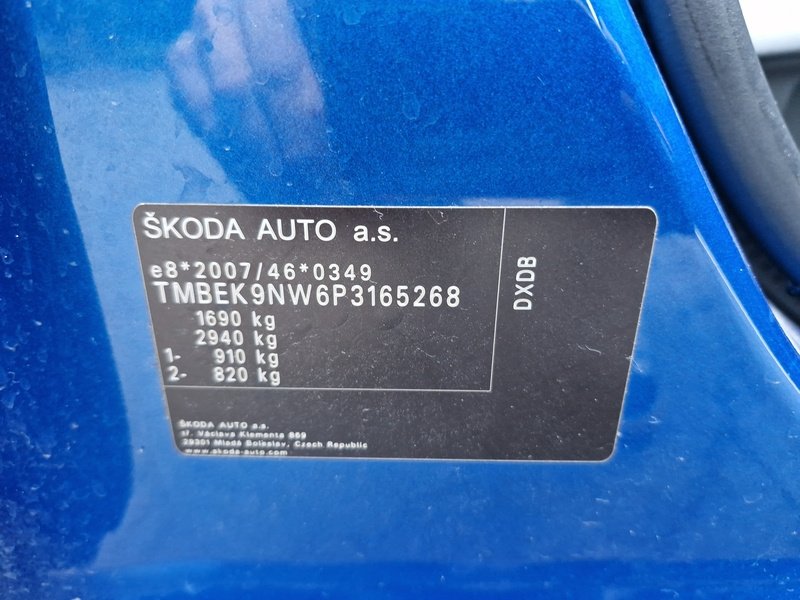 ŠKODA AUTO a.s.
e8*2007/46*0349
TMBEK9NW6P3165268
1690 kg
2940 kg
1- 910 kg
2- 820 kg
DXDB
ŠKODA AUTO a.s.
tř. Václava Klementa 869
29301 Mladá Boleslav, Czech Republic
www.skoda-auto.com